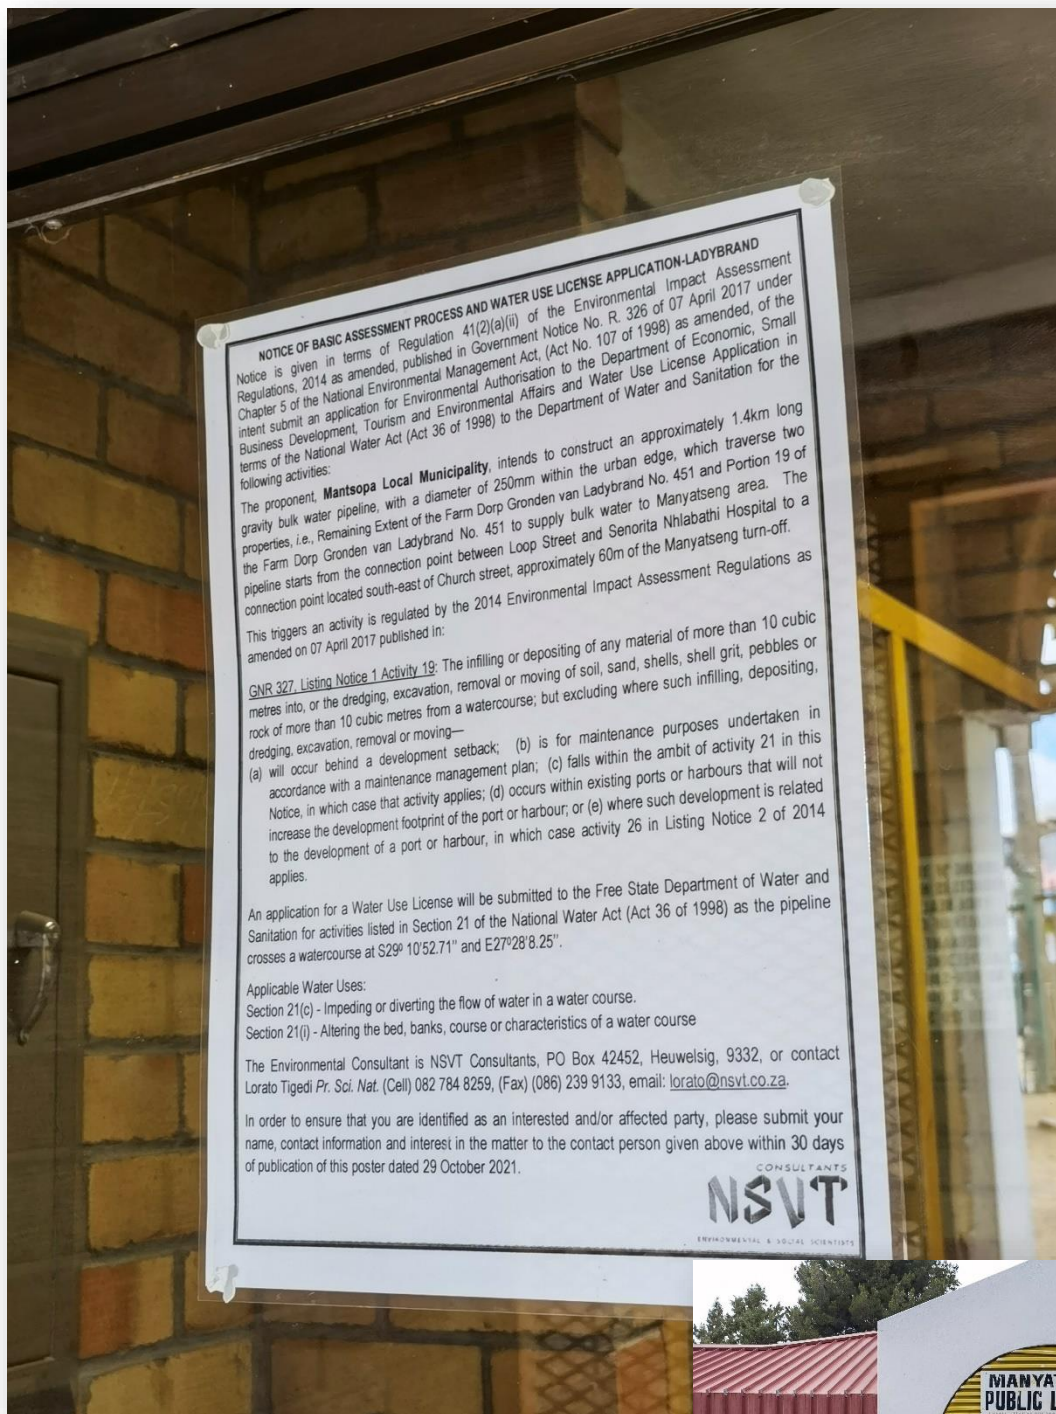 NOTICE OF BASIC ASSESSMENT PROCESS AND WATER USE LICENSE APPLICATION-LADYBRAND
Notice is given in terms of Regulation 41(2)(a)(ii) of the Environmental Impact Assessment
Regulations, 2014 as amended, published in Government Notice No. R. 326 of 07 April 2017 under
Chapter 5 of the National Environmental Management Act, (Act No. 107 of 1998) as amended, of the
intent submit an application for Environmental Authorisation to the Department of Economic, Small
Business Development, Tourism and Environmental Affairs and Water Use License Application in
terms of the National Water Act (Act 36 of 1998) to the Department of Water and Sanitation for the
following activities:
The proponent, Mantsopa Local Municipality, intends to construct an approximately 1.4km long
gravity bulk water pipeline, with a diameter of 250mm within the urban edge, which traverse two
properties, i.e., Remaining Extent of the Farm Dorp Gronden van Ladybrand No. 451 and Portion 19 of
the Farm Dorp Gronden van Ladybrand No. 451 to supply bulk water to Manyatseng area. The
pipeline starts from the connection point between Loop Street and Senorita Nhlabathi Hospital to a
connection point located south-east of Church street, approximately 60m of the Manyatseng turn-off.
This triggers an activity is regulated by the 2014 Environmental Impact Assessment Regulations as
amended on 07 April 2017 published in:
GNR 327, Listing Notice 1 Activity 19: The infilling or depositing of any material of more than 10 cubic
metres into, or the dredging, excavation, removal or moving of soil, sand, shells, shell grit, pebbles or
rock of more than 10 cubic metres from a watercourse; but excluding where such infilling, depositing,
dredging, excavation, removal or moving—
(a) will occur behind a development setback; (b) is for maintenance purposes undertaken in
accordance with a maintenance management plan; (c) falls within the ambit of activity 21 in this
Notice, in which case that activity applies; (d) occurs within existing ports or harbours that will not
increase the development footprint of the port or harbour; or (e) where such development is related
to the development of a port or harbour, in which case activity 26 in Listing Notice 2 of 2014
applies.
An application for a Water Use License will be submitted to the Free State Department of Water and
Sanitation for activities listed in Section 21 of the National Water Act (Act 36 of 1998) as the pipeline
crosses a watercourse at S29º 10'52.71" and E27º28'8.25".
Applicable Water Uses:
Section 21(c) - Impeding or diverting the flow of water in a water course.
Section 21(i) - Altering the bed, banks, course or characteristics of a water course
The Environmental Consultant is NSVT Consultants, PO Box 42452, Heuwelsig, 9332, or contact
Lorato Tigedi Pr. Sci. Nat. (Cell) 082 784 8259, (Fax) (086) 239 9133, email: lorato@nsvt.co.za.
In order to ensure that you are identified as an interested and/or affected party, please submit your
name, contact information and interest in the matter to the contact person given above within 30 days
of publication of this poster dated 29 October 2021.
CONSULTANTS
NSVT
ENVIRONMENTAL & SOCIAL SCIENTISTS
MANYAT
PUBLIC L